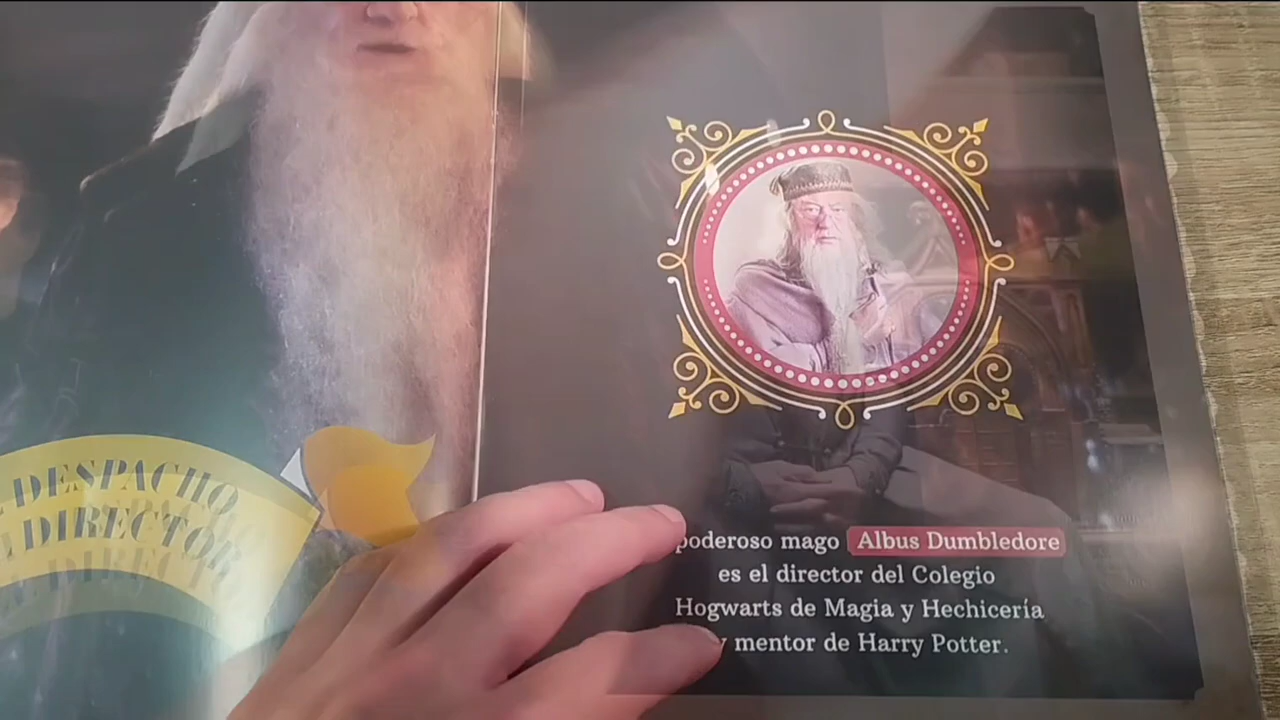 DESPACHO
DIRECTOR
poderoso mago Albus Dumbledore
es el director del Colegio
Hogwarts de Magia y Hechicería
y mentor de Harry Potter.